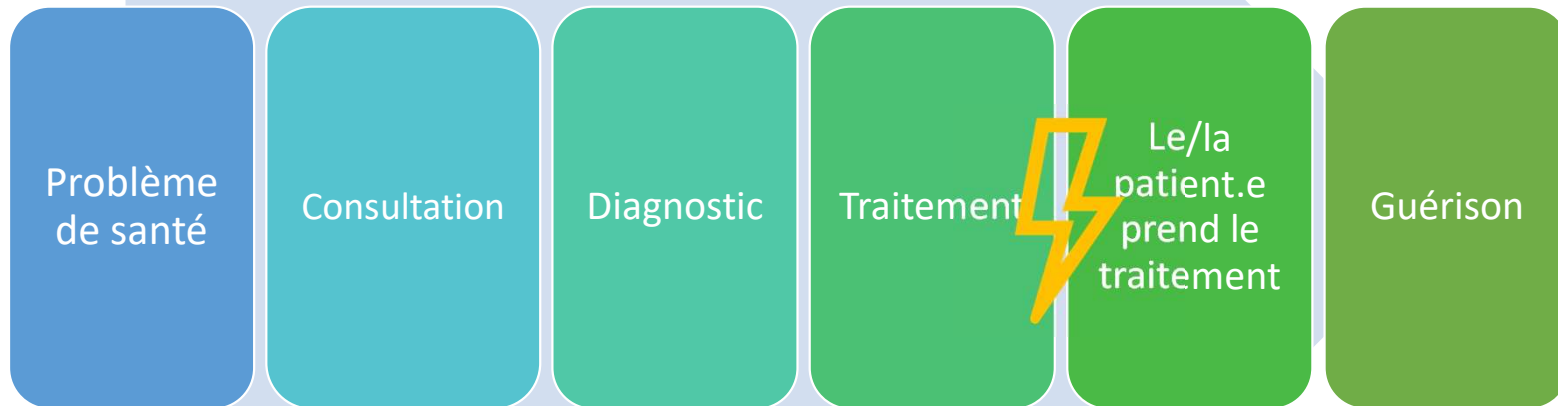 Problème
de santé
Consultation
Diagnostic
Traitement
Le/la
patient.e
prend le
traitement
Guérison